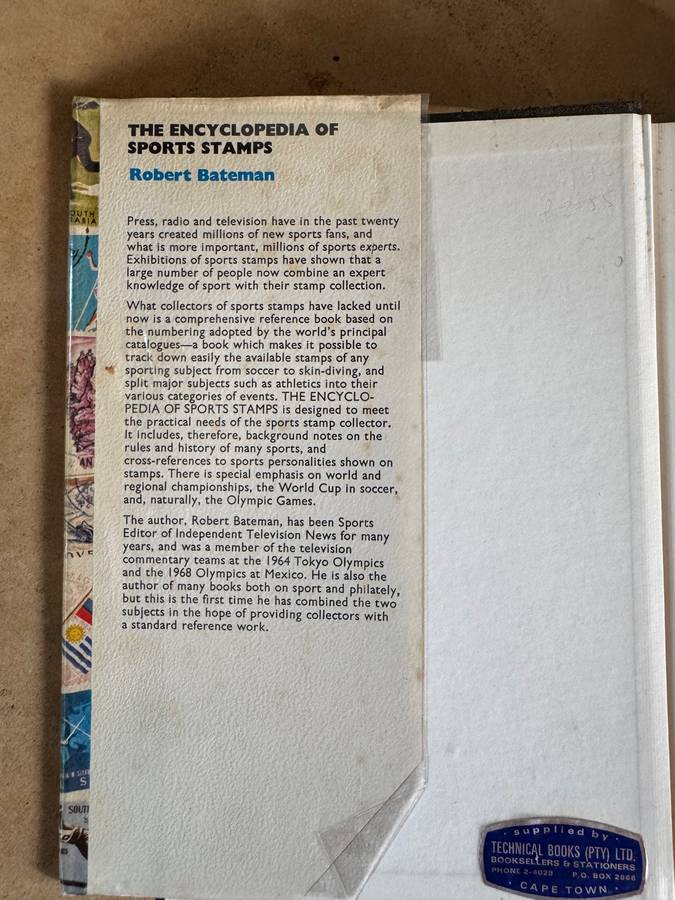 THE ENCYCLOPEDIA OF
SPORTS STAMPS
Robert Bateman
Press, radio and television have in the past twenty
years created millions of new sports fans, and
what is more important, millions of sports experts.
Exhibitions of sports stamps have shown that a
large number of people now combine an expert
knowledge of sport with their stamp collection.
What collectors of sports stamps have lacked until
now is a comprehensive reference book based on
the numbering adopted by the world's principal
catalogues—a book which makes it possible to
track down easily the available stamps of any
sporting subject from soccer to skin-diving, and
split major subjects such as athletics into their
various categories of events. THE ENCYCLO-
PEDIA OF SPORTS STAMPS is designed to meet
the practical needs of the sports stamp collector.
It includes, therefore, background notes on the
rules and history of many sports, and
cross-references to sports personalities shown on
stamps. There is special emphasis on world and
regional championships, the World Cup in soccer,
and, naturally, the Olympic Games.
The author, Robert Bateman, has been Sports
Editor of Independent Television News for many
years, and was a member of the television
commentary teams at the 1964 Tokyo Olympics
and the 1968 Olympics at Mexico. He is also the
author of many books both on sport and philately,
but this is the first time he has combined the two
subjects in the hope of providing collectors with
a standard reference work.
supplied by
TECHNICAL BOOKS (PTY) LTD.
BOOKSELLERS & STATIONERS
PHONE P.O. BOX
CAPE TOWN